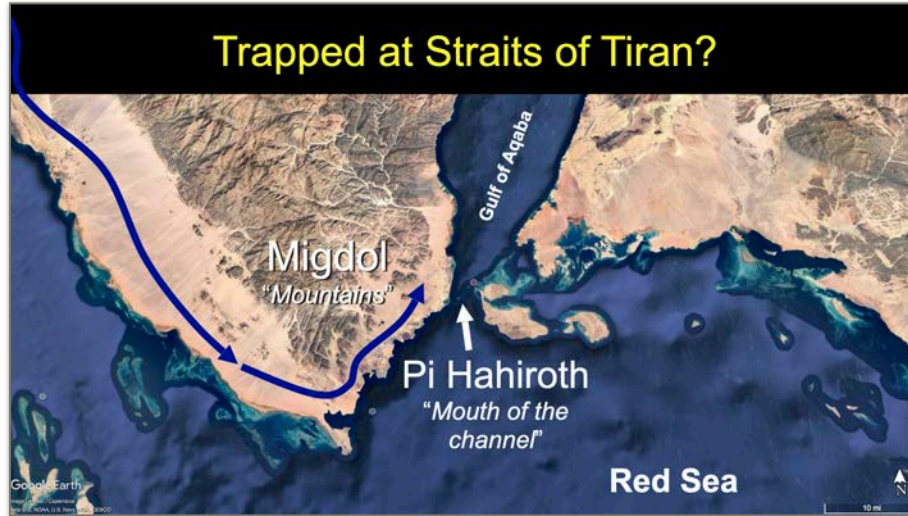 Trapped at Straits of Tiran?
Gulf of Aqaba
Migdol
"Mountains"
Pi Hahiroth
"Mouth of the
channel"
Red Sea
Google Earth
N
10 mi